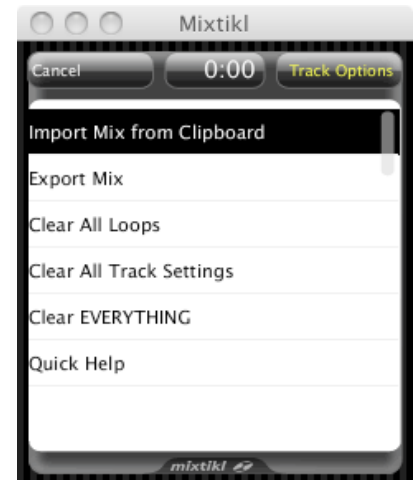 Mixtikl
Cancel 0:00 Track Options
Import Mix from Clipboard
Export Mix
Clear All Loops
Clear All Track Settings
Clear EVERYTHING
Quick Help
mixtikl